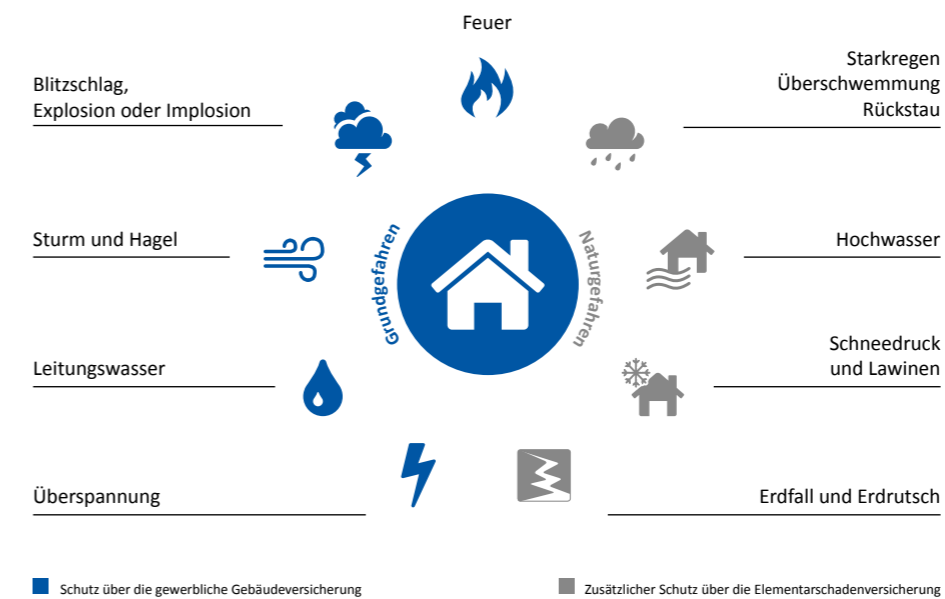 Feuer
Blitzschlag,
Explosion oder Implosion
Starkregen
Überschwemmung
Rückstau
Sturm und Hagel
Grundgefahren
Naturgefahren
Hochwasser
Leitungswasser
Schneedruck
und Lawinen
Überspannung
Erdfall und Erdrutsch
Schutz über die gewerbliche Gebäudeversicherung
Zusätzlicher Schutz über die Elementarschadenversicherung